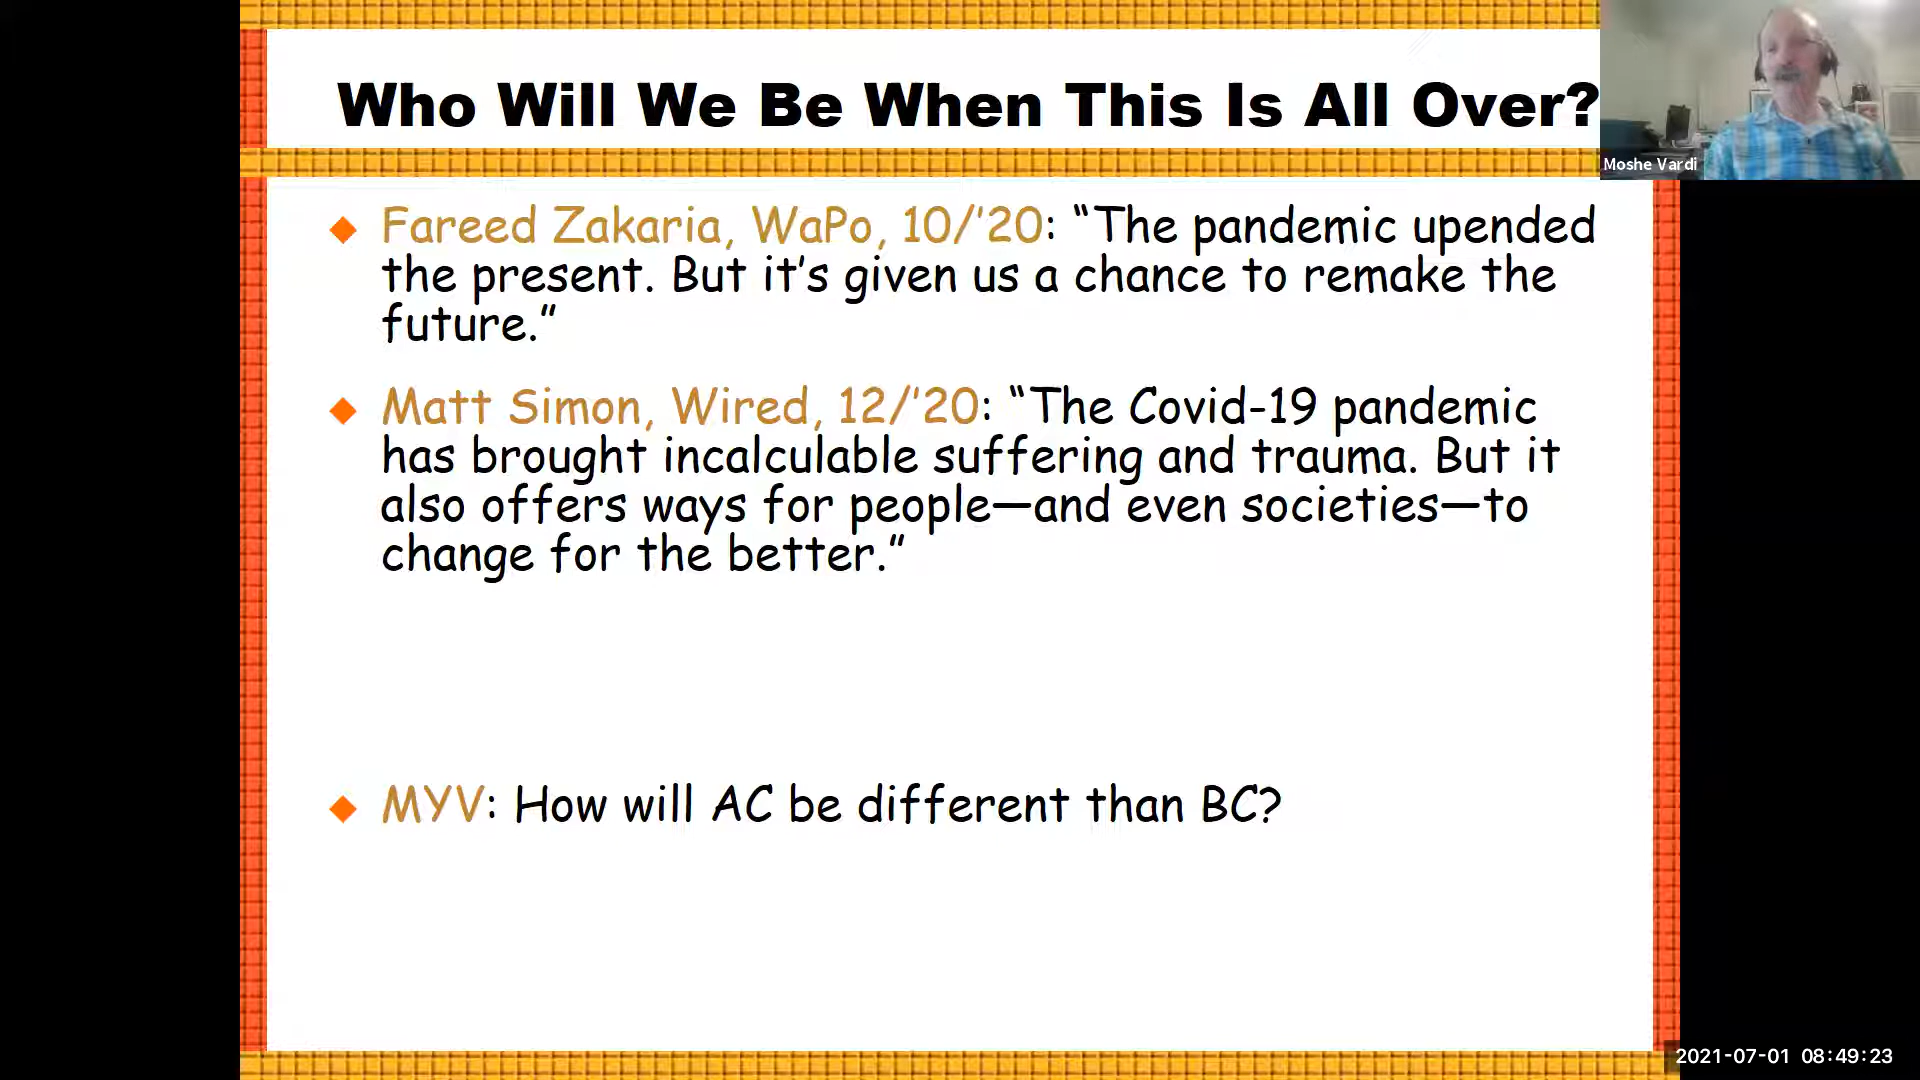 Who Will We Be When This Is All Over?
Moshe Vardi
Fareed Zakaria, WaPo, 10/’20: “The pandemic upended
the present. But it’s given us a chance to remake the
future.”
Matt Simon, Wired, 12/’20: “The Covid-19 pandemic
has brought incalculable suffering and trauma. But it
also offers ways for people—and even societies—to
change for the better.”
MYV: How will AC be different than BC?
2021-07-01 08:49:23